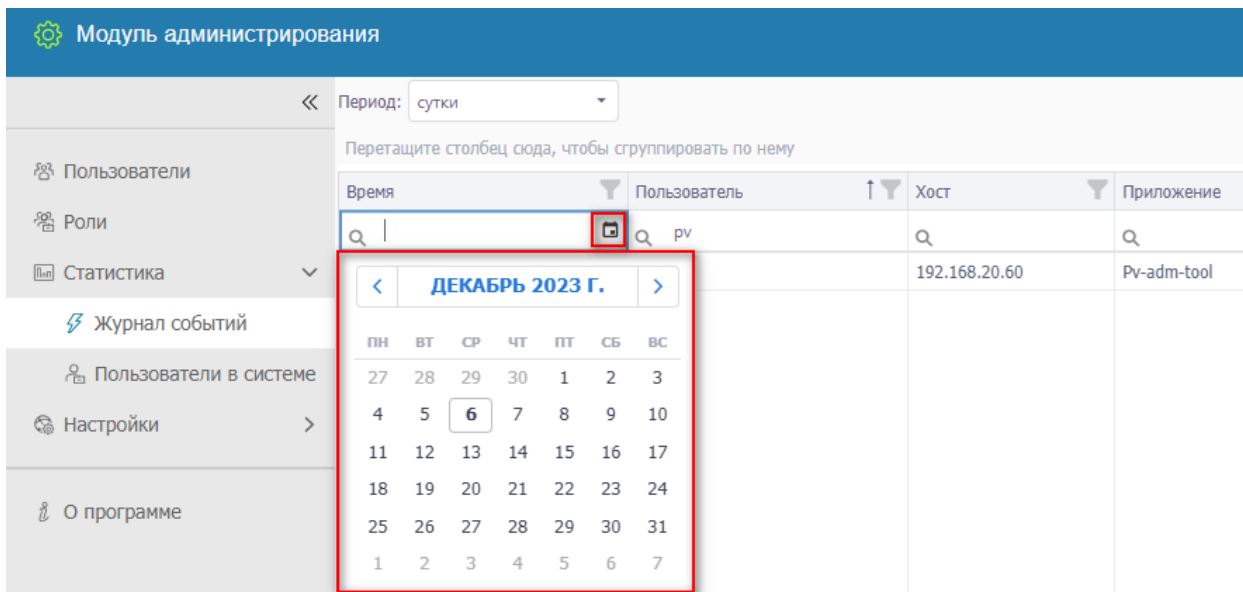 Модуль администрирования
Период: сутки
Перетащите столбец сюда, чтобы сгруппировать по нему
Пользователи
Роли
Статистика
Журнал событий
Пользователи в системе
Настройки
О программе
Время Пользователь Хост Приложение
pv
192.168.20.60 Pv-adm-tool
ДЕКАБРЬ 2023 Г.
ПН ВТ СР ЧТ ПТ СБ ВС
27 28 29 30 1 2 3
4 5 6 7 8 9 10
11 12 13 14 15 16 17
18 19 20 21 22 23 24
25 26 27 28 29 30 31
1 2 3 4 5 6 7